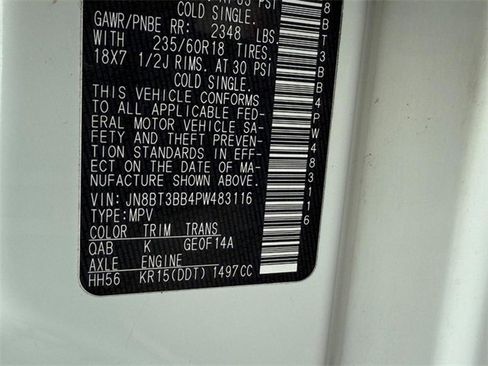 COLD SINGLE.
GAWR/PNBE RR: 2348 LBS.
WITH 235/60R18 TIRES.
18X7 1/2J RIMS. AT 30 PSI
COLD SINGLE.
THIS VEHICLE CONFORMS
TO ALL APPLICABLE FED-
ERAL MOTOR VEHICLE SA-
FETY AND THEFT PREVEN-
TION STANDARDS IN EFF-
ECT ON THE DATE OF MA-
NUFACTURE SHOWN ABOVE.
VIN: JN8BT3BB4PW483116
TYPE:MPV
COLOR TRIM TRANS
QAB K GEOF14A
AXLE ENGINE
HH56 KR15(DDT) 1497CC
8BT3BB4PW483116